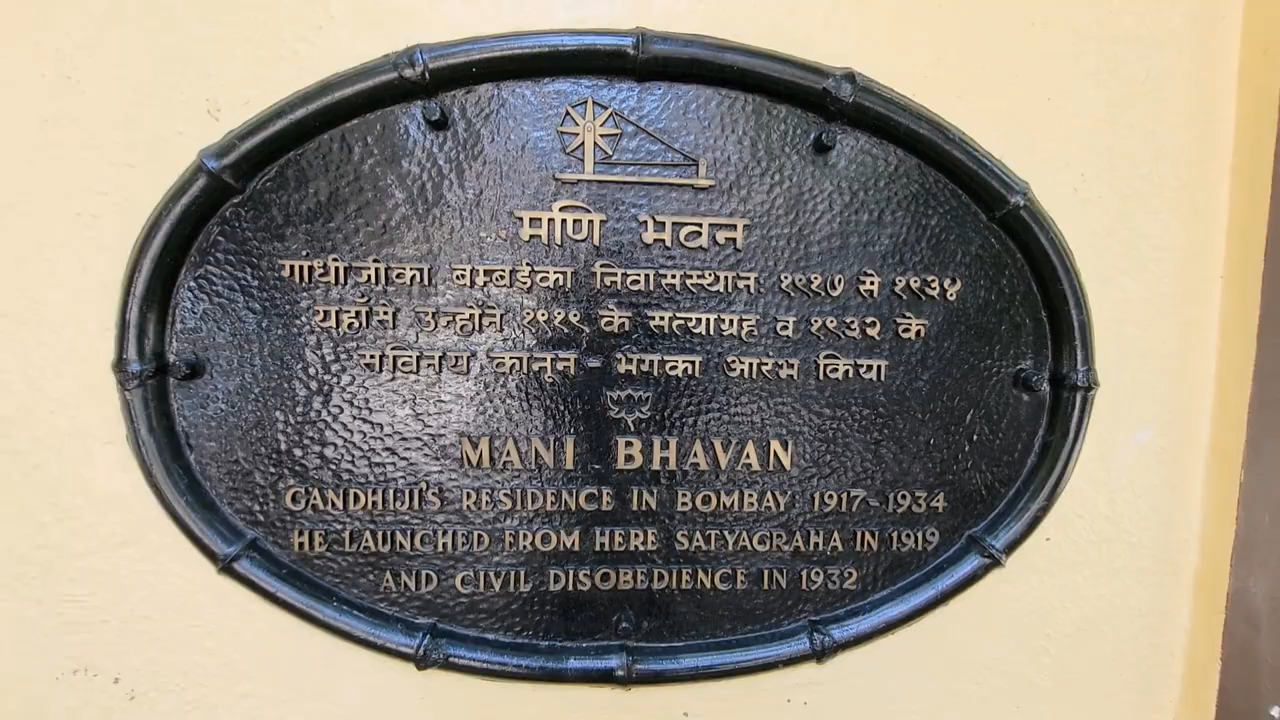 मणि भवन
गांधीजीका बम्बईका निवासस्थान: १९१७ से १९३४
यहाँसे उन्होंने १९१९ के सत्याग्रह व १९३२ के
सविनय कानून - भंगका आरंभ किया
MANI BHAVAN
GANDHIJI'S RESIDENCE IN BOMBAY: 1917-1934
HE LAUNCHED FROM HERE SATYAGRAHA IN 1919
AND CIVIL DISOBEDIENCE IN 1932